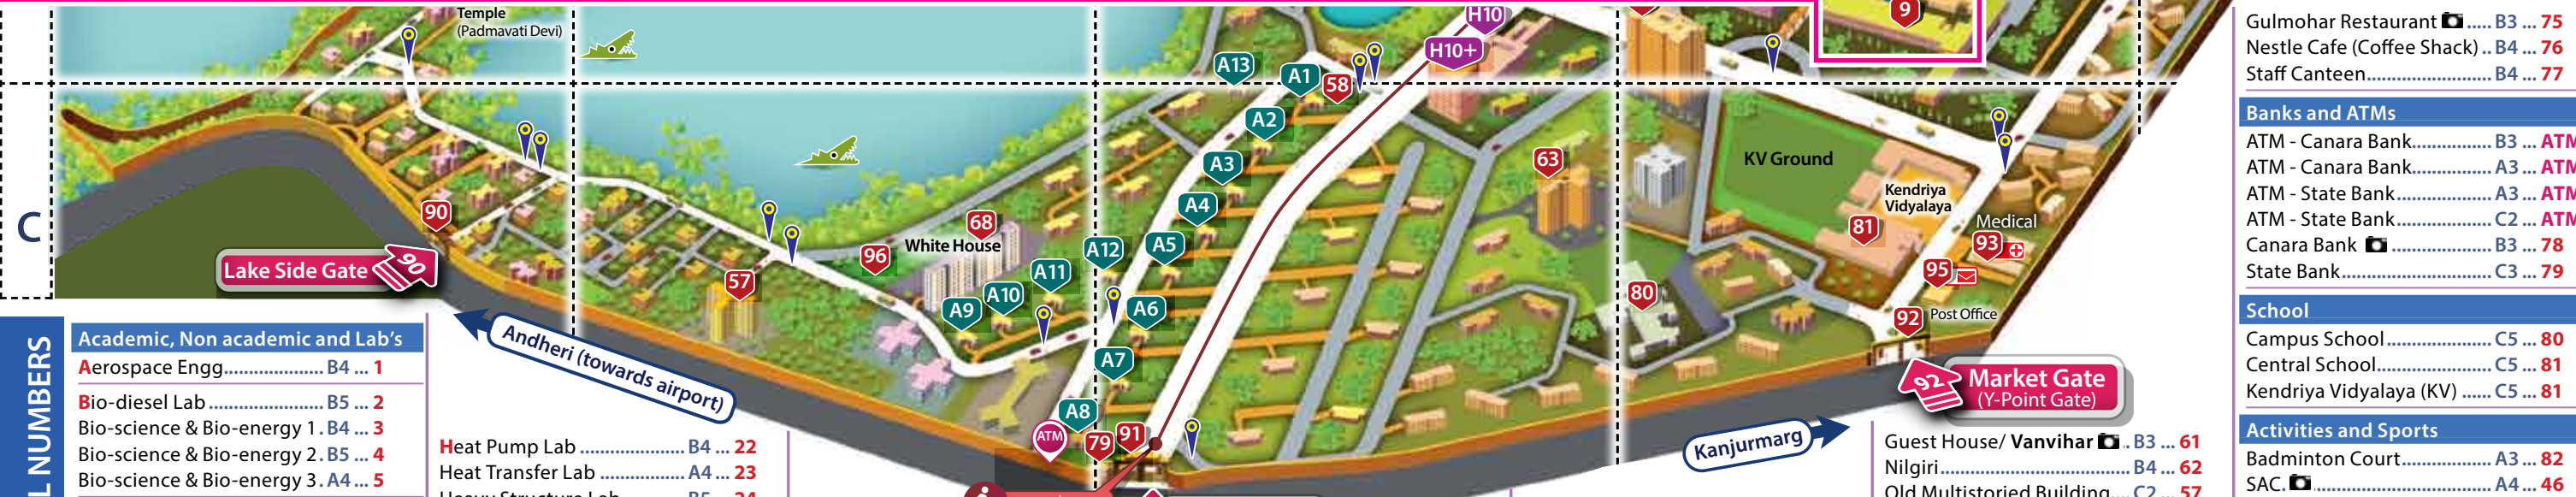 Temple
(Padmavati Devi)
H10
H10+
9
A13
A1
58
A2
A3
A4
A5
A12
A11
A10
A9
A6
A7
A8
63
68
White House
96
57
90
Lake Side Gate
90
C
KV Ground
Kendriya
Vidyalaya
81
Medical
93
95
80
92
Post Office
92
Market Gate
(Y-Point Gate)
ATM
79
91
Andheri (towards airport)
Kanjurmarg
L NUMBERS
Academic, Non academic and Lab's
Aerospace Engg.................... B4 ... 1
Bio-diesel Lab ...................... B5 ... 2
Bio-science & Bio-energy 1 . B4 ... 3
Bio-science & Bio-energy 2 . B5 ... 4
Bio-science & Bio-energy 3 . A4 ... 5
Heat Pump Lab ..................... B4 ... 22
Heat Transfer Lab ................. A4 ... 23
Guest House/ Vanvihar .. B3 ... 61
Nilgiri.................................... B4 ... 62
Old Multistoried Building.... C2 ... 57
Gulmohar Restaurant ..... B3 ... 75
Nestle Cafe (Coffee Shack) .. B4 ... 76
Staff Canteen....................... B4 ... 77
Banks and ATMs
ATM - Canara Bank............... B3 ... ATM
ATM - Canara Bank............... A3 ... ATM
ATM - State Bank................. A3 ... ATM
ATM - State Bank................. C2 ... ATM
Canara Bank ..................... B3 ... 78
State Bank............................ C3 ... 79
School
Campus School ................... C5 ... 80
Central School..................... C5 ... 81
Kendriya Vidyalaya (KV) ...... C5 ... 81
Activities and Sports
Badminton Court................. A3 ... 82
SAC. ................................ A4 ... 46